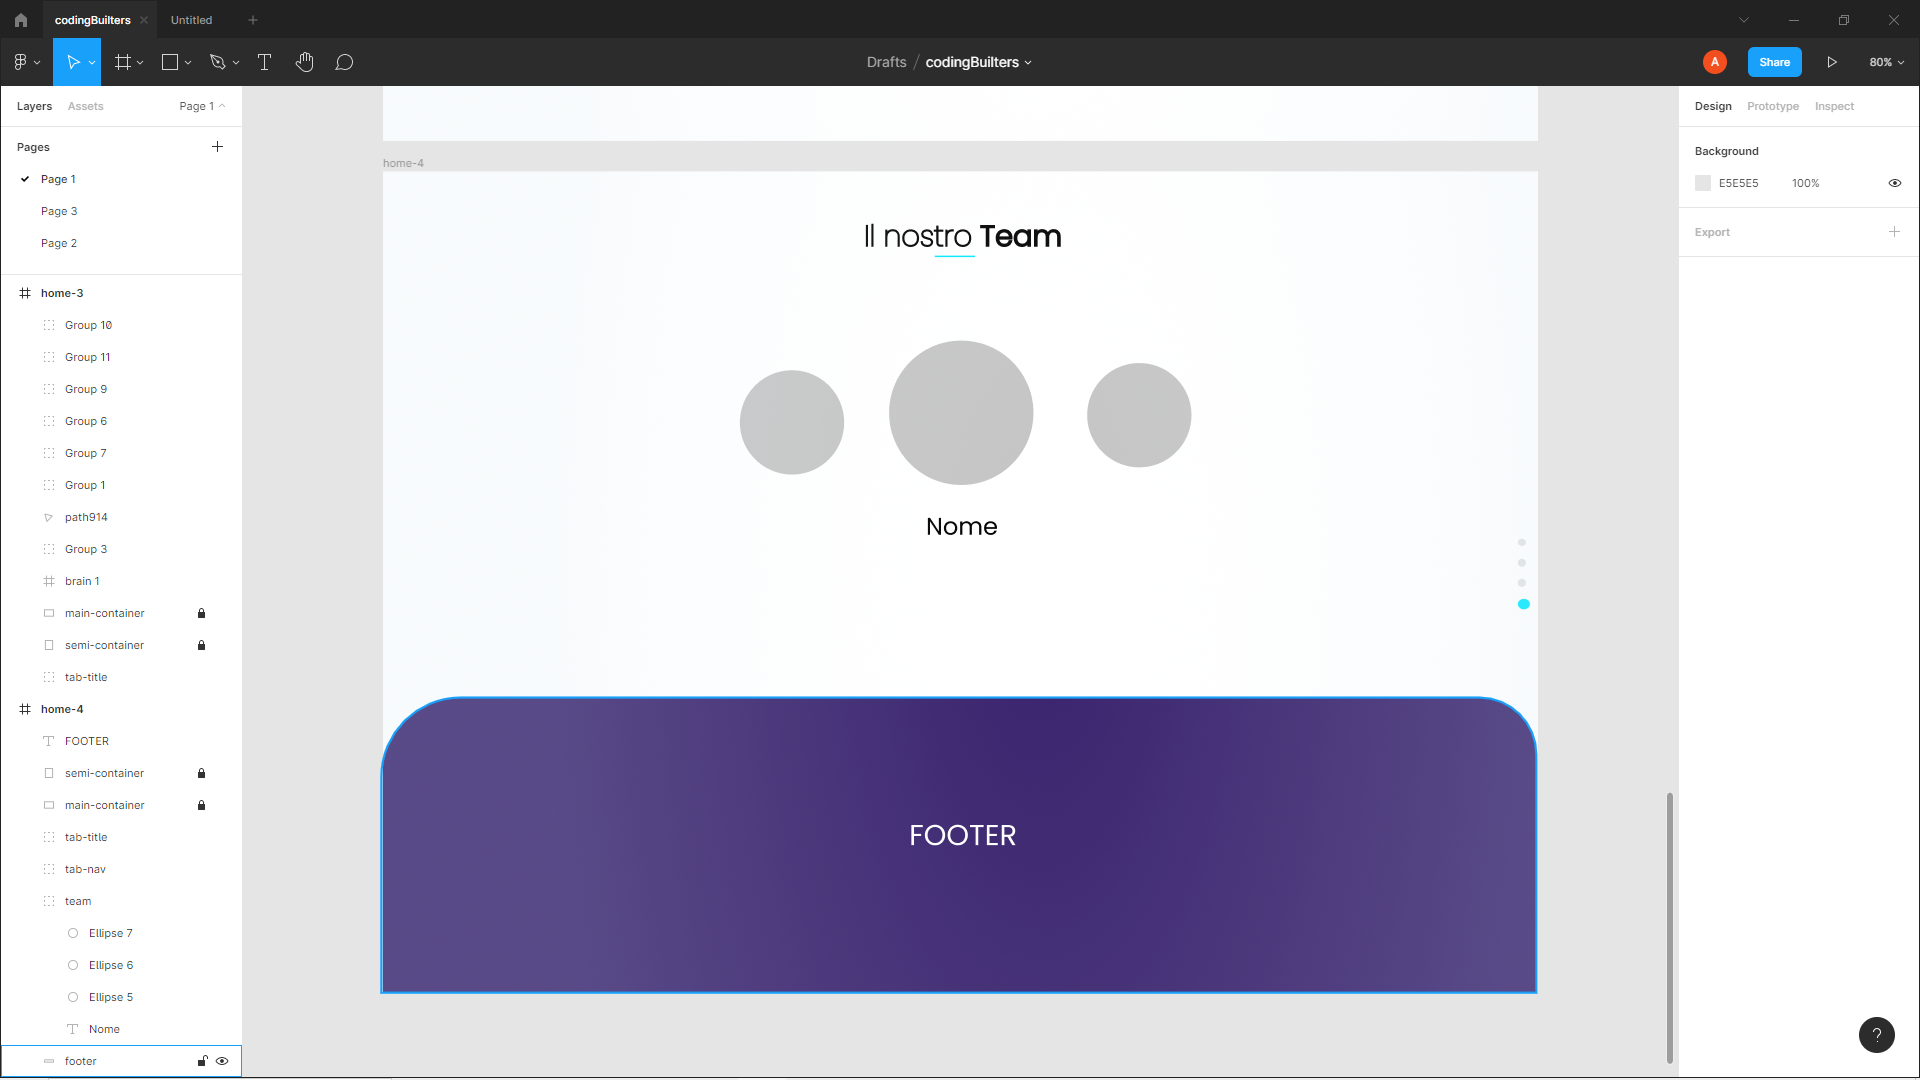 codingBuilters
Untitled
Drafts / codingBuilters
A
Share
80%
Layers
Assets
Page 1
Pages
Page 1
Page 3
Page 2
home-3
Group 10
Group 11
Group 9
Group 6
Group 7
Group 1
path914
Group 3
brain 1
main-container
semi-container
tab-title
home-4
FOOTER
semi-container
main-container
tab-title
tab-nav
team
Ellipse 7
Ellipse 6
Ellipse 5
Nome
footer
home-4
Il nostro Team
Nome
FOOTER
Design
Prototype
Inspect
Background
E5E5E5
100%
Export
?